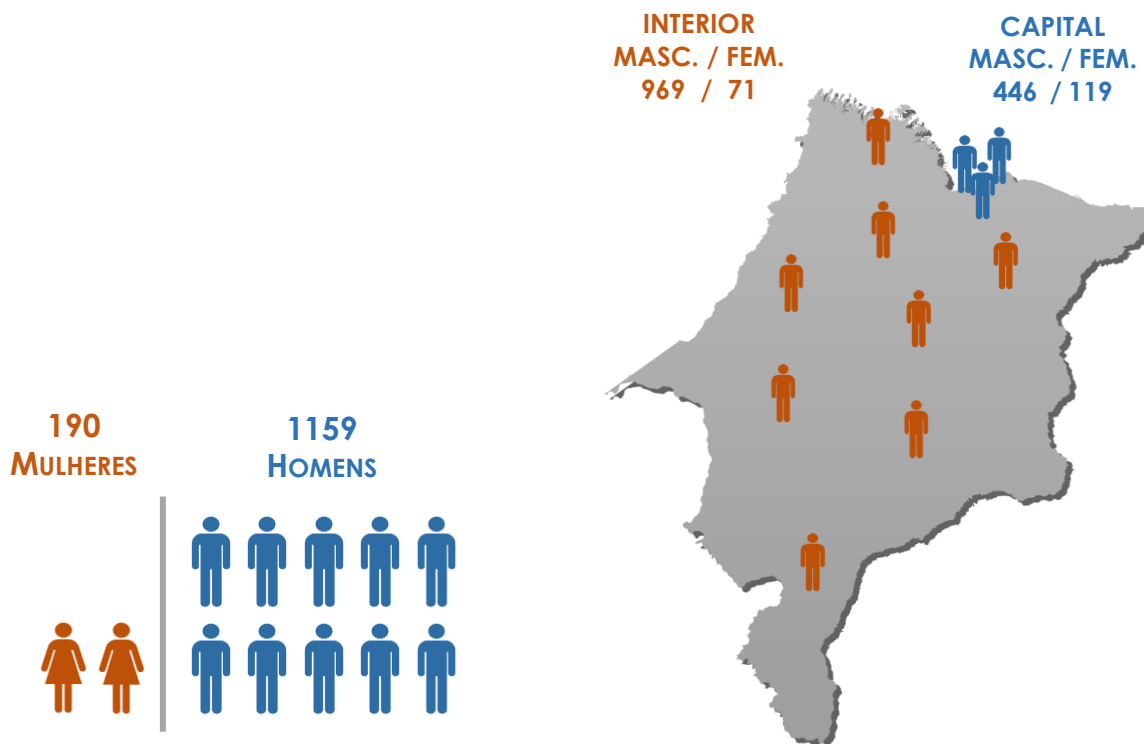 INTERIOR
MASC. / FEM.
969 / 71
CAPITAL
MASC. / FEM.
446 / 119
190
MULHERES
1159
HOMENS